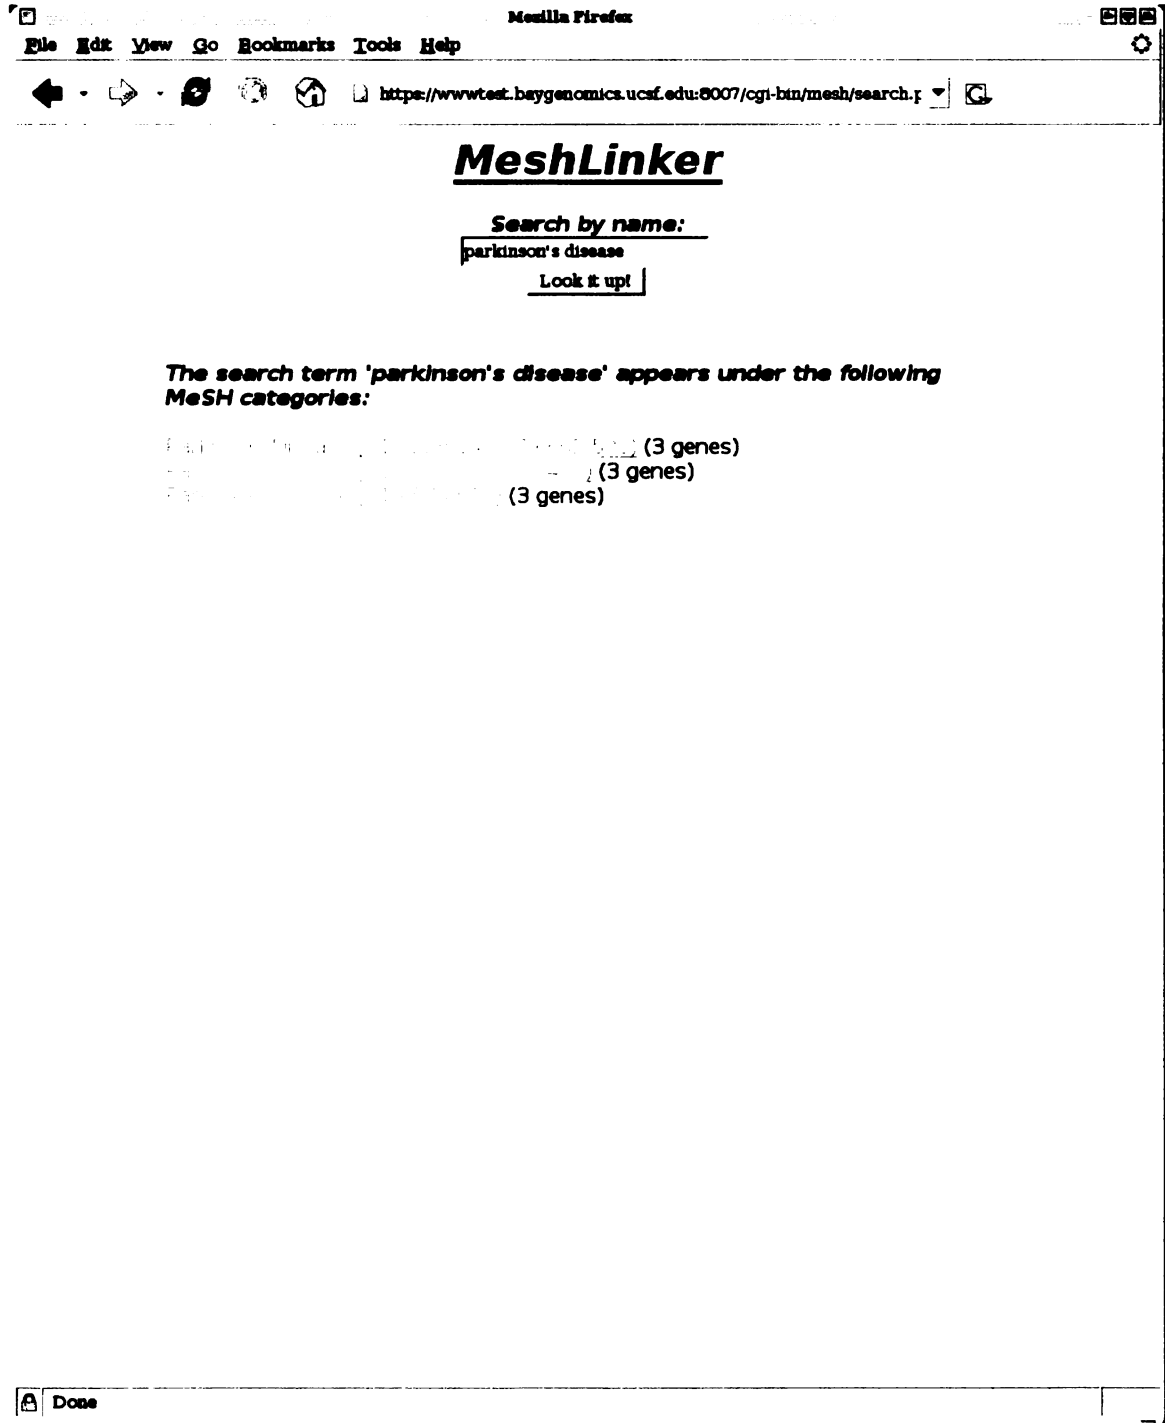 Mozilla Firefox
File Edit View Go Bookmarks Tools Help
https://wwwtest.baygenomics.ucsf.edu:8007/cgi-bin/mesh/search.p
MeshLinker
Search by name:
parkinson's disease
Look it up!
The search term 'parkinson's disease' appears under the following
MeSH categories:
(3 genes)
(3 genes)
(3 genes)
Done